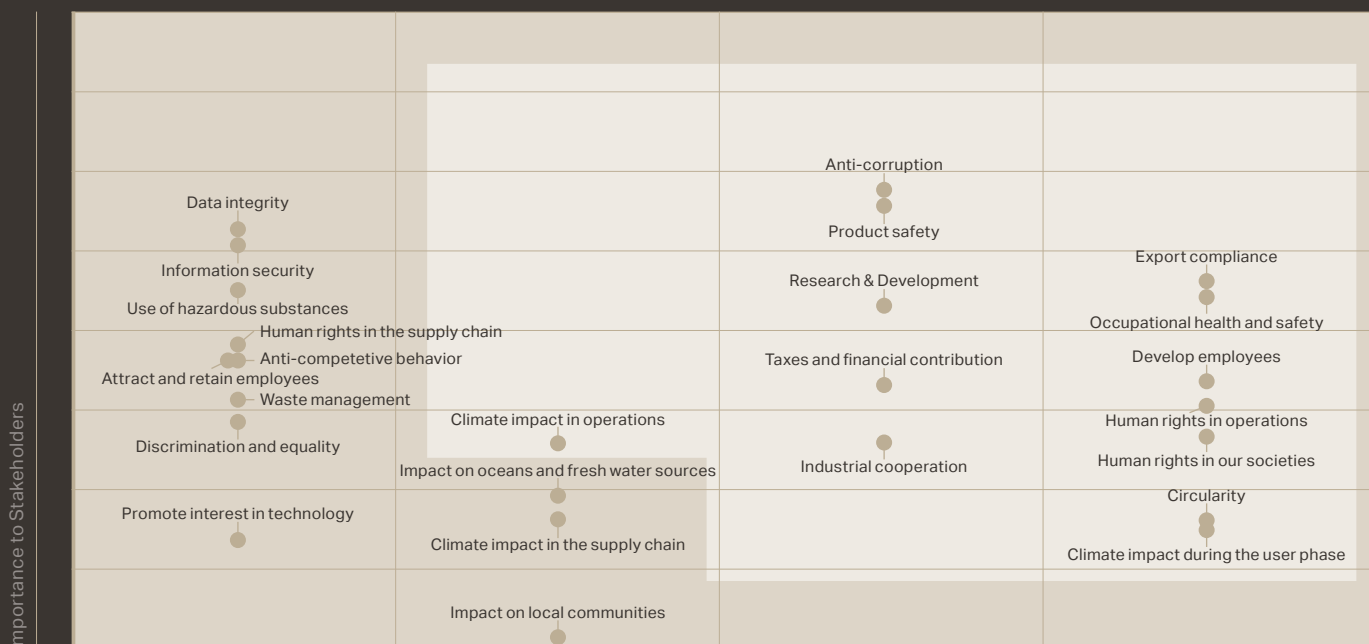 Anti-corruption
Data integrity
Product safety
Export compliance
Information security
Research & Development
Use of hazardous substances
Occupational health and safety
Human rights in the supply chain
Develop employees
Anti-competetive behavior
Taxes and financial contribution
Attract and retain employees
Waste management
Climate impact in operations
Human rights in operations
Discrimination and equality
Human rights in our societies
Industrial cooperation
Impact on oceans and fresh water sources
Circularity
Promote interest in technology
Climate impact in the supply chain
Climate impact during the user phase
Impact on local communities
mportance to Stakeholders